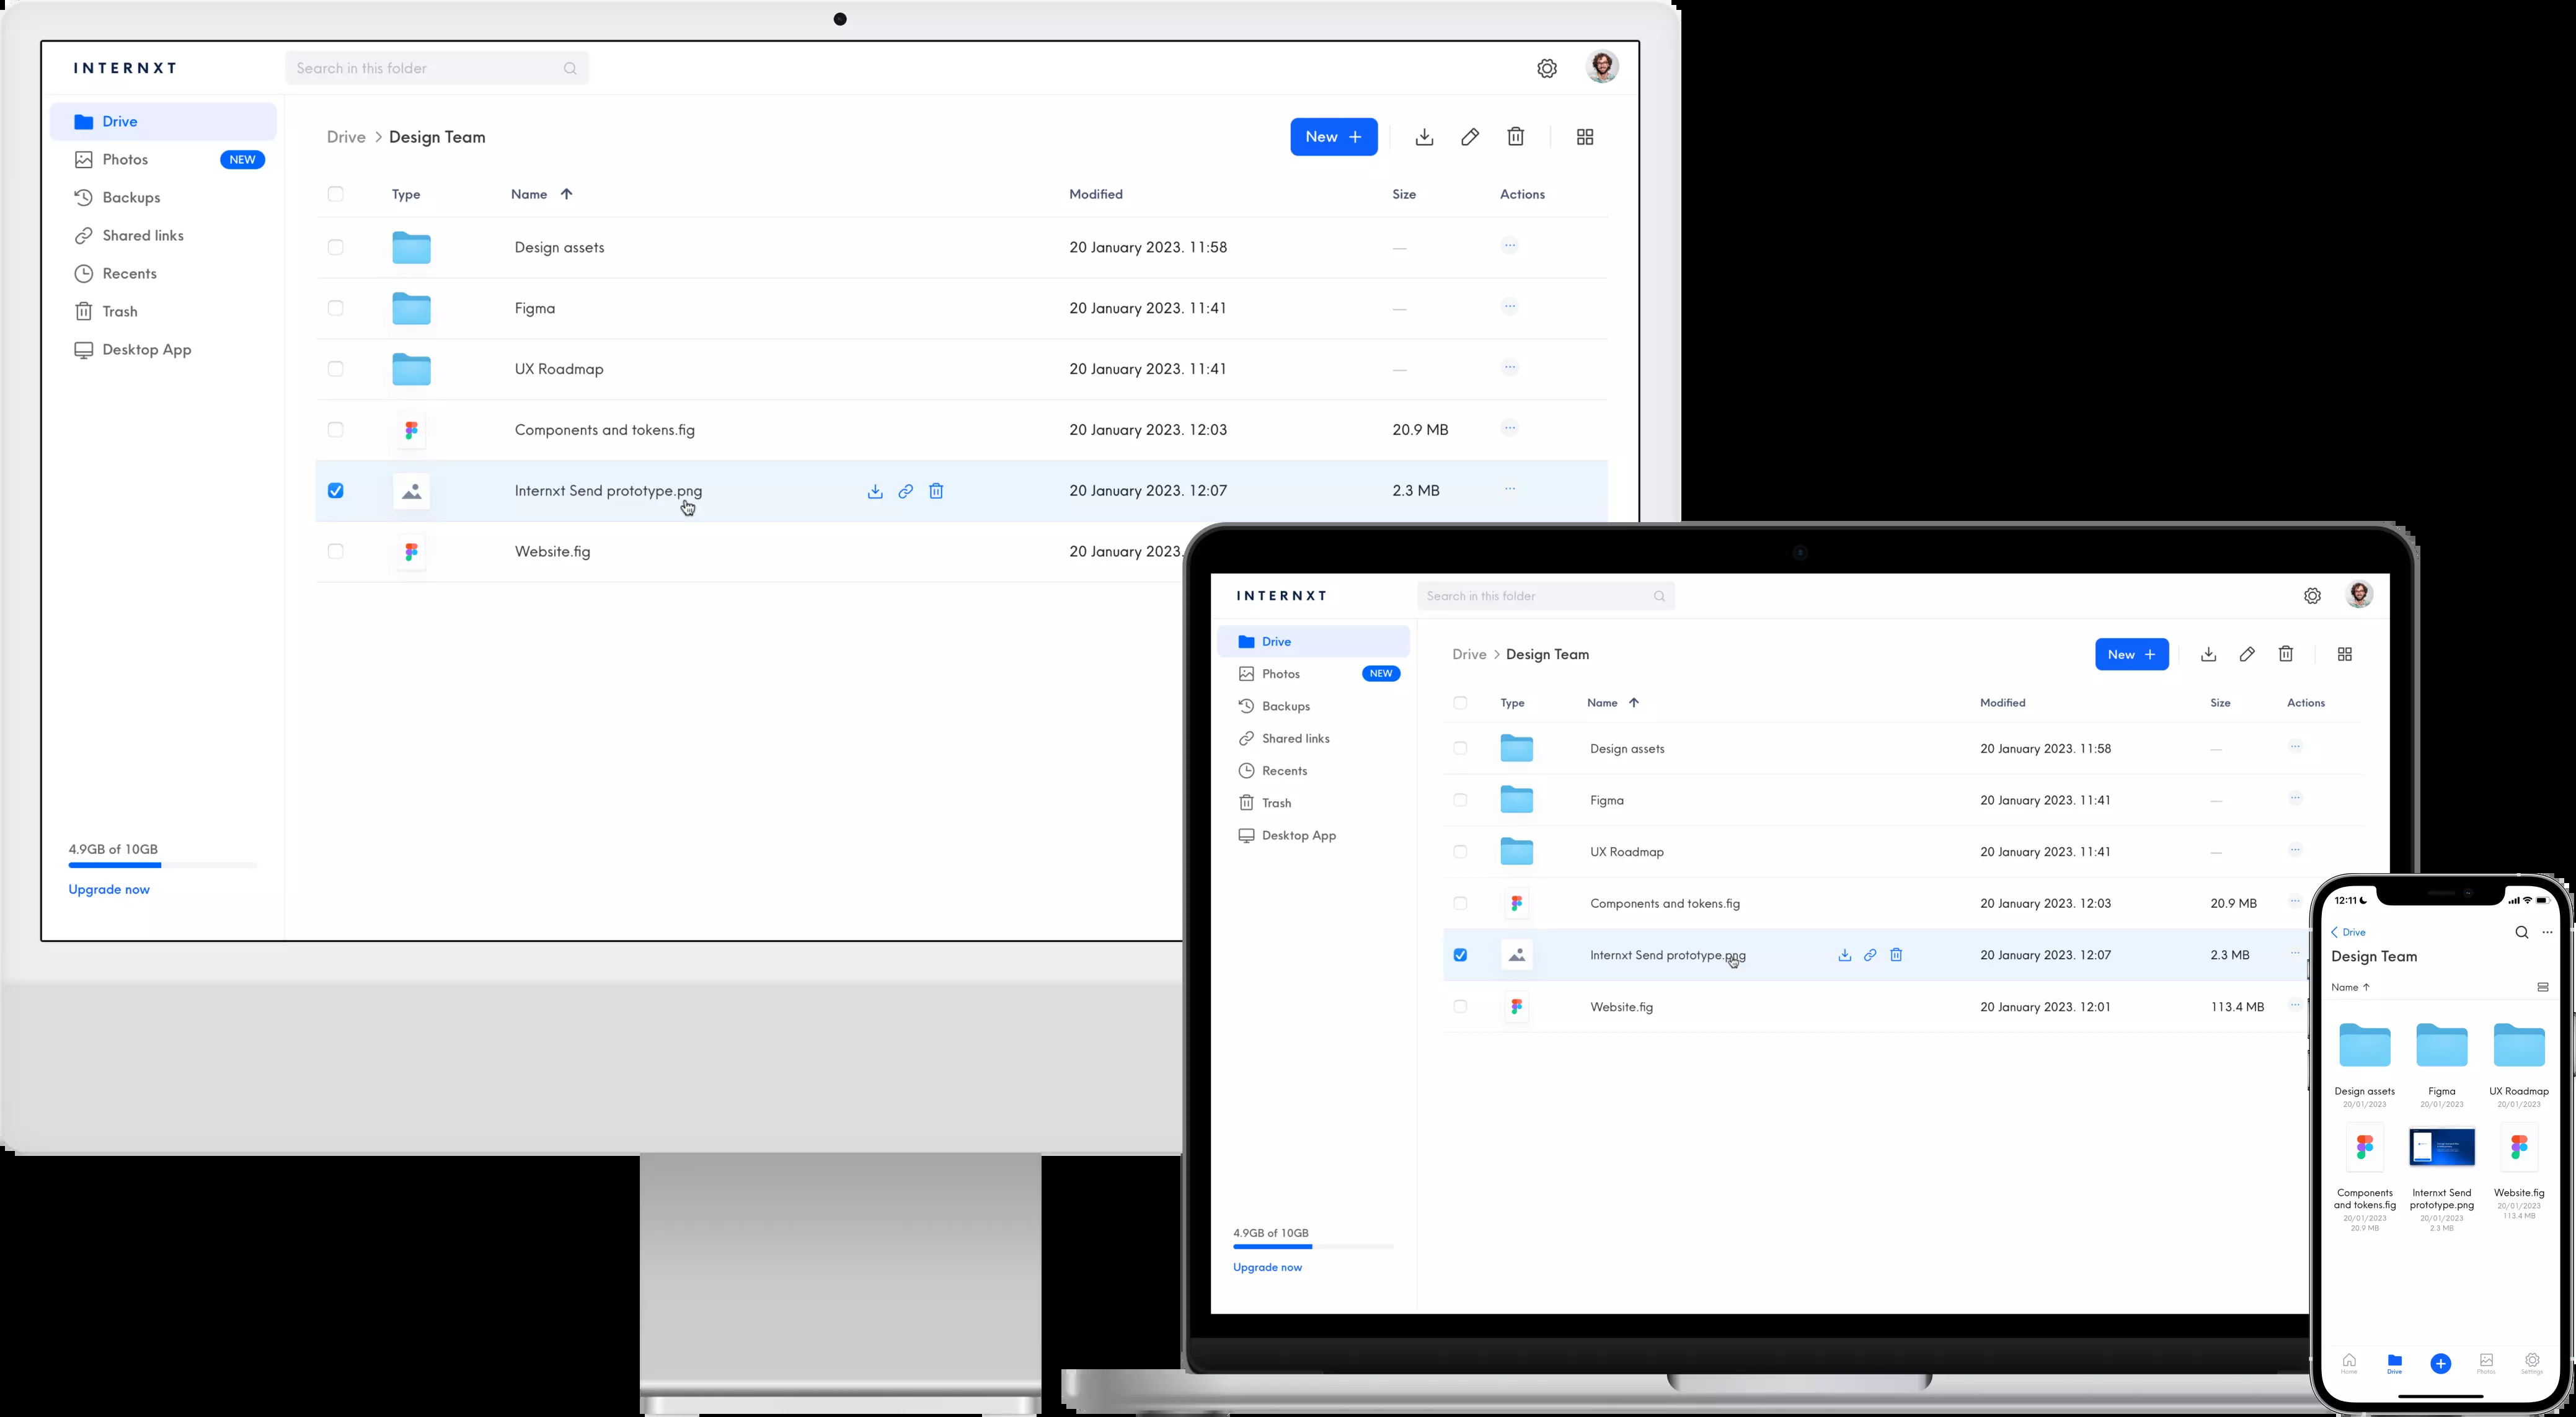 INTERNXT
Search in this folder
Drive
Photos NEW
Backups
Shared links
Recents
Trash
Desktop App
4.9GB of 10GB
Upgrade now
Drive > Design Team
New +
Type Name ↑ Modified Size Actions
Design assets 20 January 2023. 11:58 —
Figma 20 January 2023. 11:41 —
UX Roadmap 20 January 2023. 11:41 —
Components and tokens.fig 20 January 2023. 12:03 20.9 MB
Internxt Send prototype.png 20 January 2023. 12:07 2.3 MB
Website.fig 20 January 2023.
INTERNXT
Search in this folder
Drive
Photos NEW
Backups
Shared links
Recents
Trash
Desktop App
4.9GB of 10GB
Upgrade now
Drive > Design Team
New +
Type Name ↑ Modified Size Actions
Design assets 20 January 2023. 11:58 —
Figma 20 January 2023. 11:41 —
UX Roadmap 20 January 2023. 11:41 —
Components and tokens.fig 20 January 2023. 12:03 20.9 MB
Internxt Send prototype.png 20 January 2023. 12:07 2.3 MB
Website.fig 20 January 2023. 12:01 113.4 MB
12:11
Drive
Design Team
Name ↑
Design assets Figma UX Roadmap
20/01/2023 20/01/2023 20/01/2023
Components Internxt Send Website.fig
and tokens.fig prototype.png 20/01/2023
20/01/2023 20/01/2023 113.4 MB
20.9 MB 2.3 MB
Home Drive Photos Settings